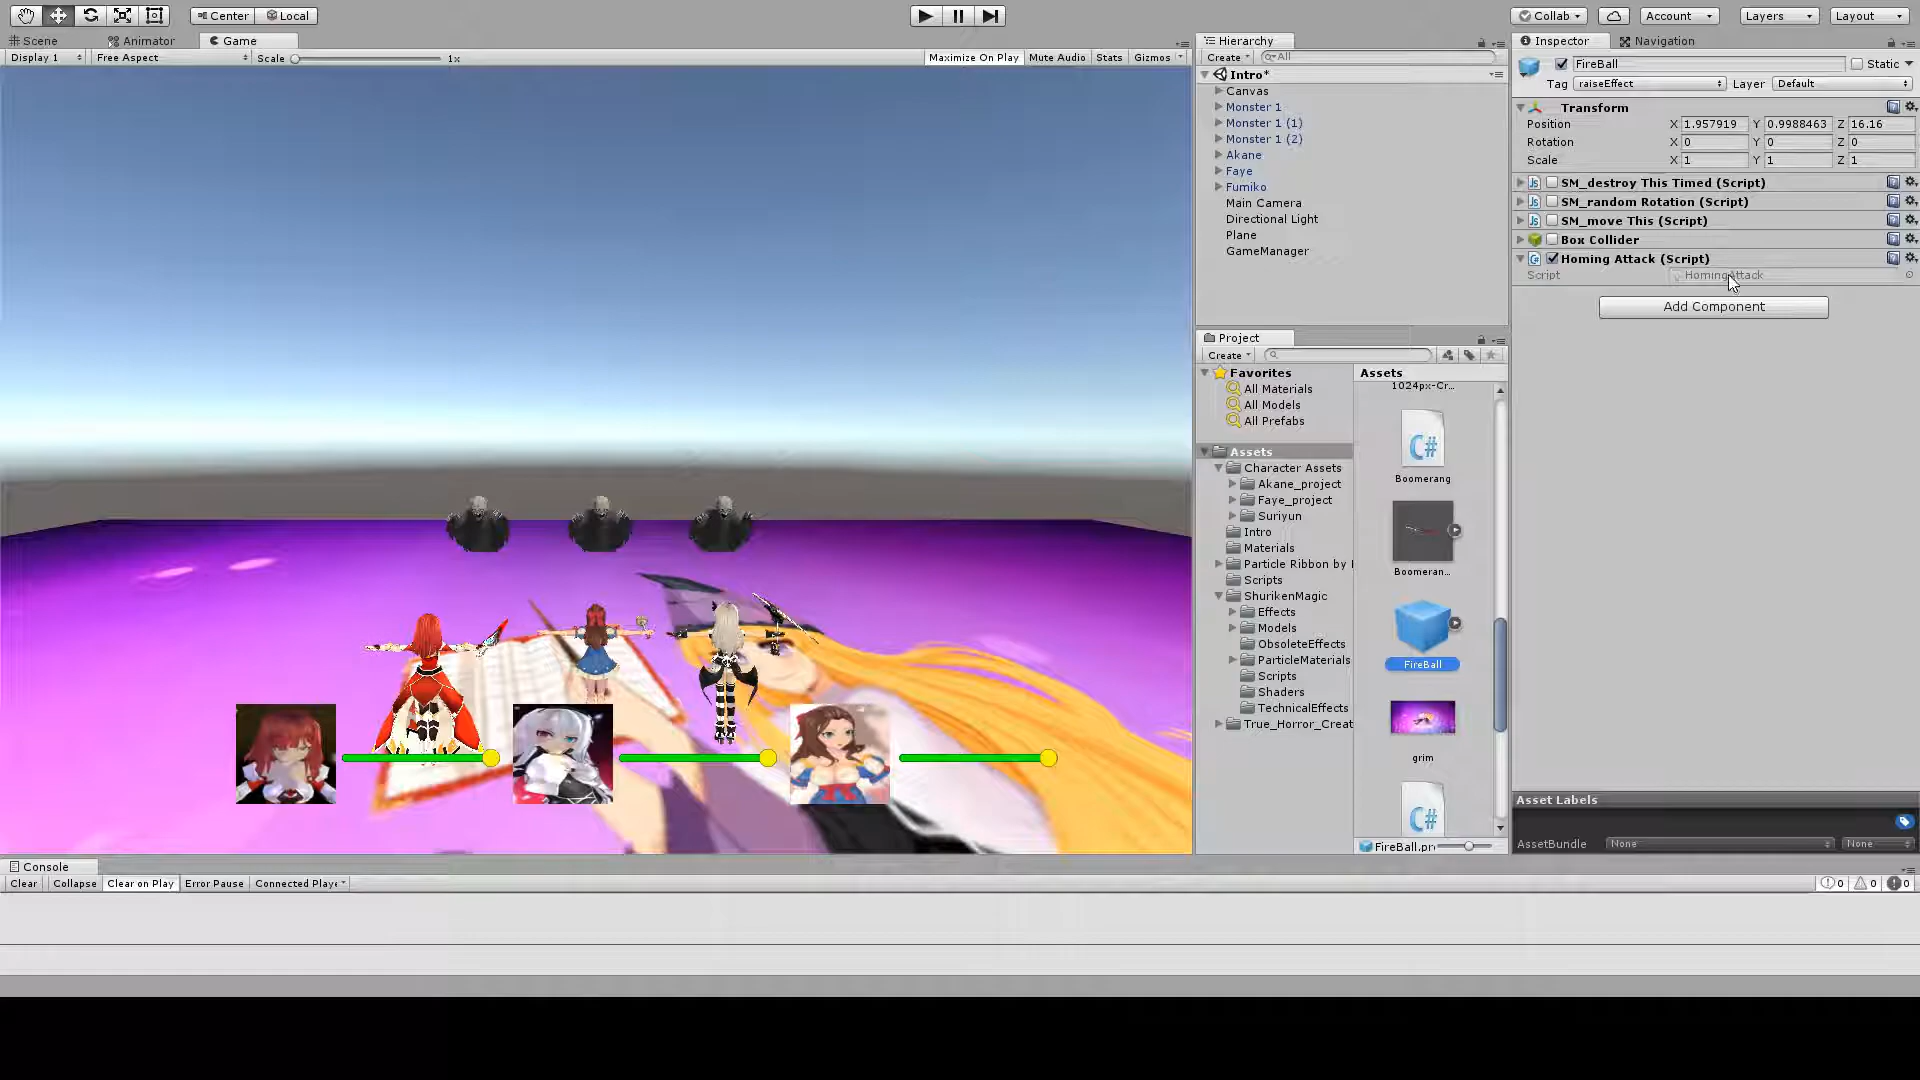 Center
Local
Collab
Account
Layers
Layout
Scene
Animator
Game
Display 1
Free Aspect
Scale
1x
Maximize On Play
Mute Audio
Stats
Gizmos
Hierarchy
Create
All
Intro*
Canvas
Monster 1
Monster 1 (1)
Monster 1 (2)
Akane
Faye
Fumiko
Main Camera
Directional Light
Plane
GameManager
Project
Create
Favorites
All Materials
All Models
All Prefabs
Assets
Character Assets
Akane_project
Faye_project
Suriyun
Intro
Materials
Particle Ribbon by
Scripts
ShurikenMagic
Effects
Models
ObsoleteEffects
ParticleMaterials
Scripts
Shaders
TechnicalEffects
True_Horror_Creat
Assets
1024px-Cr...
C#
Boomerang
Boomeran...
FireBall
grim
C#
FireBall.pr
Inspector
Navigation
FireBall
Static
Tag raiseEffect Layer Default
Transform
Position X 1.957919 Y 0.9988463 Z 16.16
Rotation X 0 Y 0 Z 0
Scale X 1 Y 1 Z 1
SM_destroy This Timed (Script)
SM_random Rotation (Script)
SM_move This (Script)
Box Collider
Homing Attack (Script)
Script HomingAttack
Add Component
Asset Labels
AssetBundle None None
Console
Clear
Collapse
Clear on Play
Error Pause
Connected Playe
0
0
0